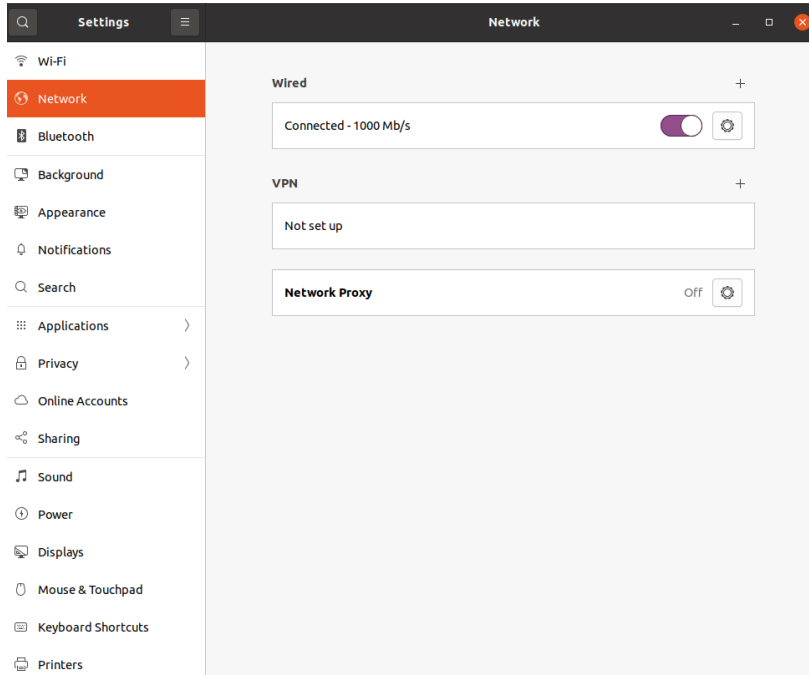 Settings
Network
Wi-Fi
Network
Bluetooth
Background
Appearance
Notifications
Search
Applications
Privacy
Online Accounts
Sharing
Sound
Power
Displays
Mouse & Touchpad
Keyboard Shortcuts
Printers
Wired
Connected - 1000 Mb/s
VPN
Not set up
Network Proxy Off